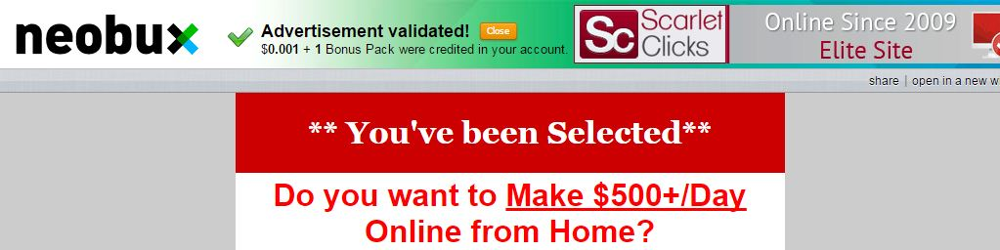 neobux
Advertisement validated! Close
$0.001 + 1 Bonus Pack were credited in your account.
Sc Scarlet
Clicks
Online Since 2009
Elite Site
share | open in a new w
** You've been Selected**
Do you want to Make $500+/Day
Online from Home?